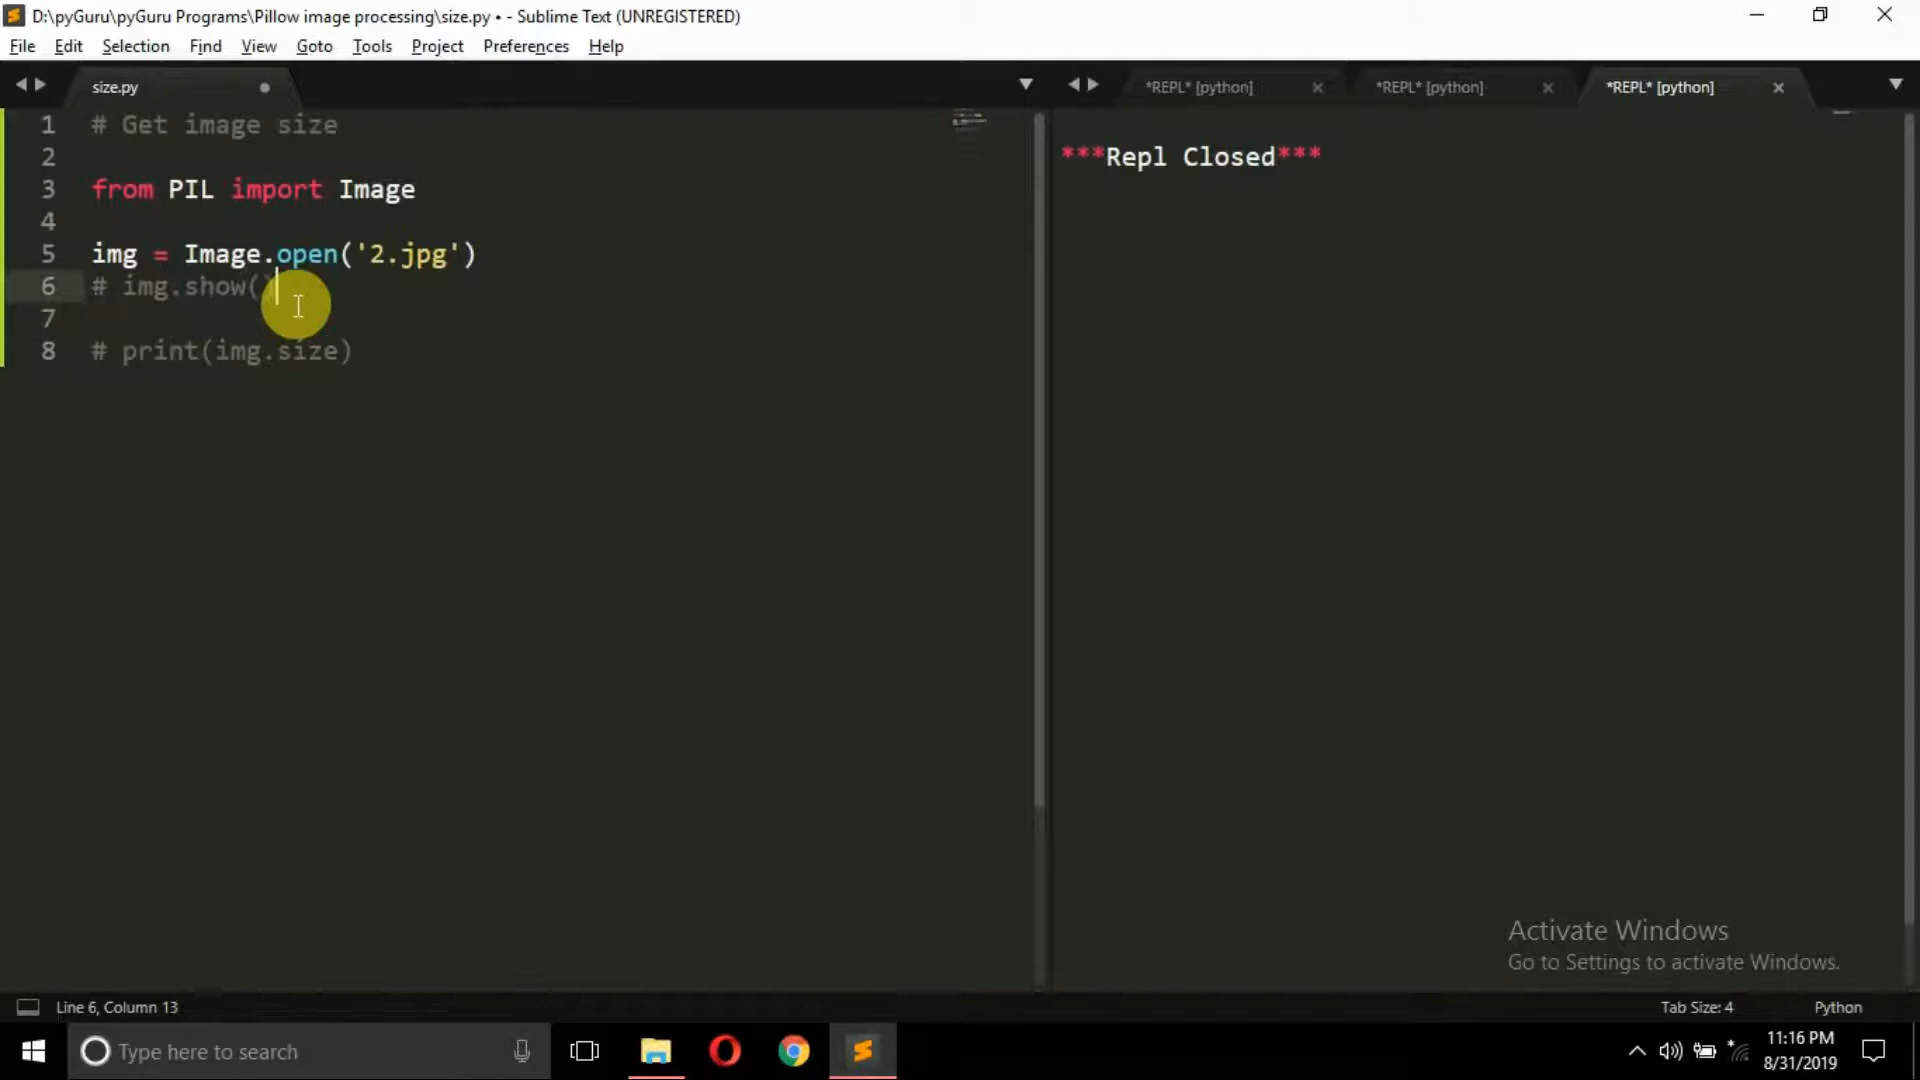 D:\pyGuru\pyGuru Programs\Pillow image processing\size.py • - Sublime Text (UNREGISTERED)
File Edit Selection Find View Goto Tools Project Preferences Help
size.py
*REPL* [python] *REPL* [python] *REPL* [python]
1 # Get image size
2
3 from PIL import Image
4
5 img = Image.open('2.jpg')
6 # img.show()
7
8 # print(img.size)
***Repl Closed***
Activate Windows
Go to Settings to activate Windows.
Line 6, Column 13
Tab Size: 4
Python
Type here to search
11:16 PM
8/31/2019